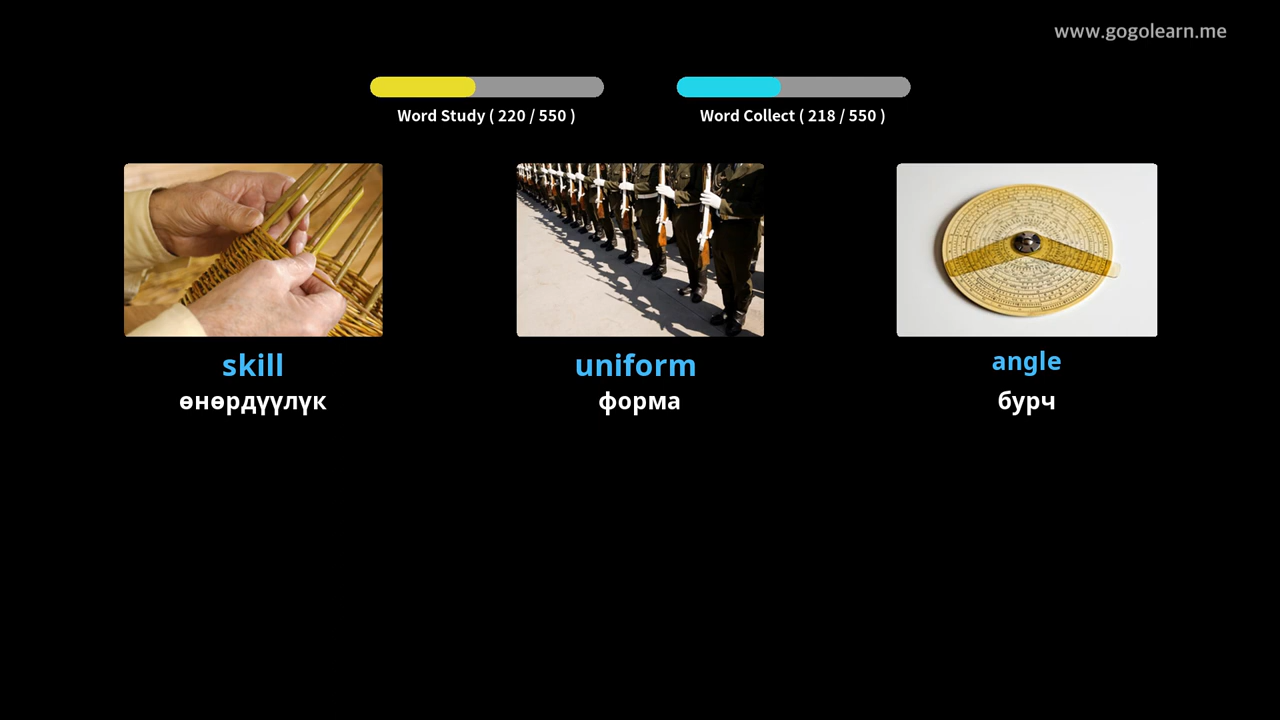 www.gogolearn.me
Word Study ( 220 / 550 )
Word Collect ( 218 / 550 )
skill
өнөрдүүлүк
uniform
форма
angle
бурч